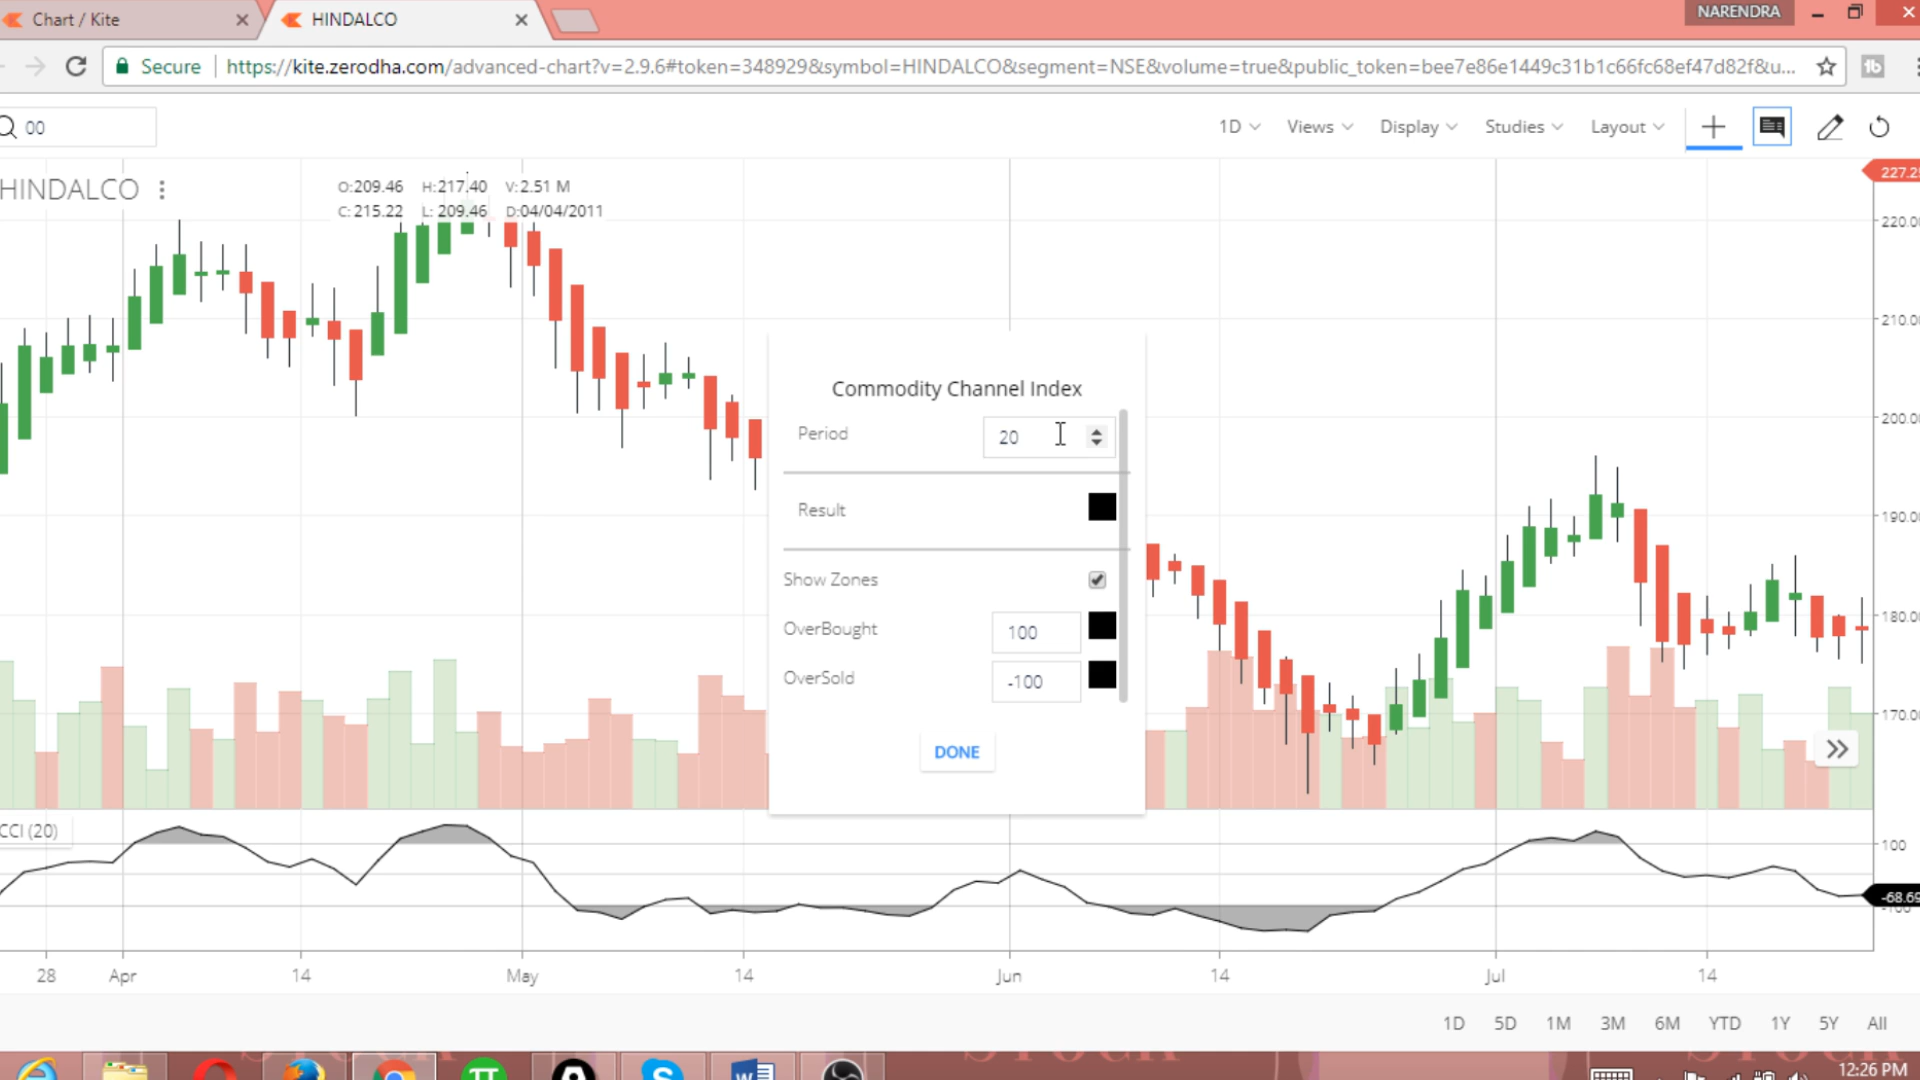 Chart / Kite
HINDALCO
NARENDRA
Secure
https://kite.zerodha.com/advanced-chart?v=2.9.6#token=348929&symbol=HINDALCO&segment=NSE&volume=true&public_token=bee7e86e1449c31b1c66fc68ef47d82f&u...
00
1D
Views
Display
Studies
Layout
HINDALCO
O:209.46 H:217.40 V:2.51 M
C:215.22 L: 209.46 D:04/04/2011
227.2
220.0
210.0
200.0
190.0
180.0
170.0
Commodity Channel Index
Period 20
Result
Show Zones
OverBought 100
OverSold -100
DONE
CCI (20)
100
-68.69
28 Apr 14 May 14 Jun 14 Jul 14
1D 5D 1M 3M 6M YTD 1Y 5Y All
12:26 PM